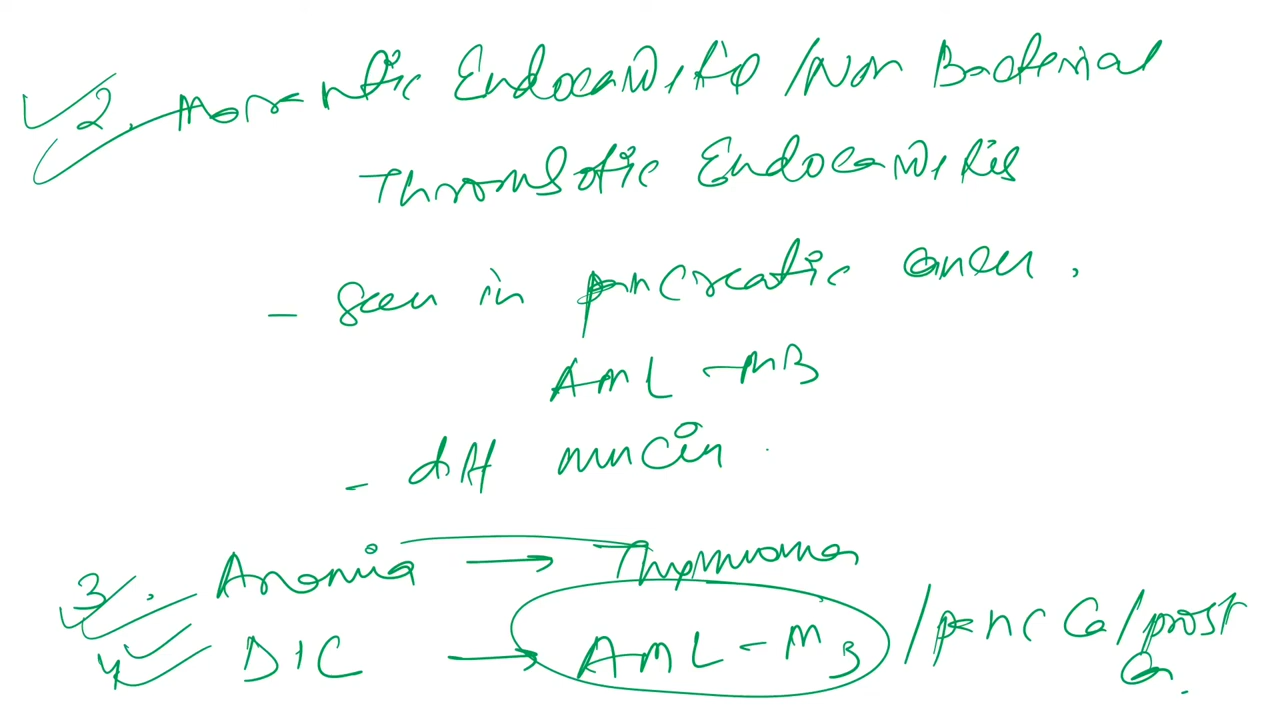 2. Marantic Endocarditis /Non Bacterial
Thrombotic Endocarditis
- Seen in pancreatic cancer.
AML - M3
- d/t mucin.
3. Anemia → Thymoma
4. DIC → AML - M3 /panc Ca/prost
Ca.